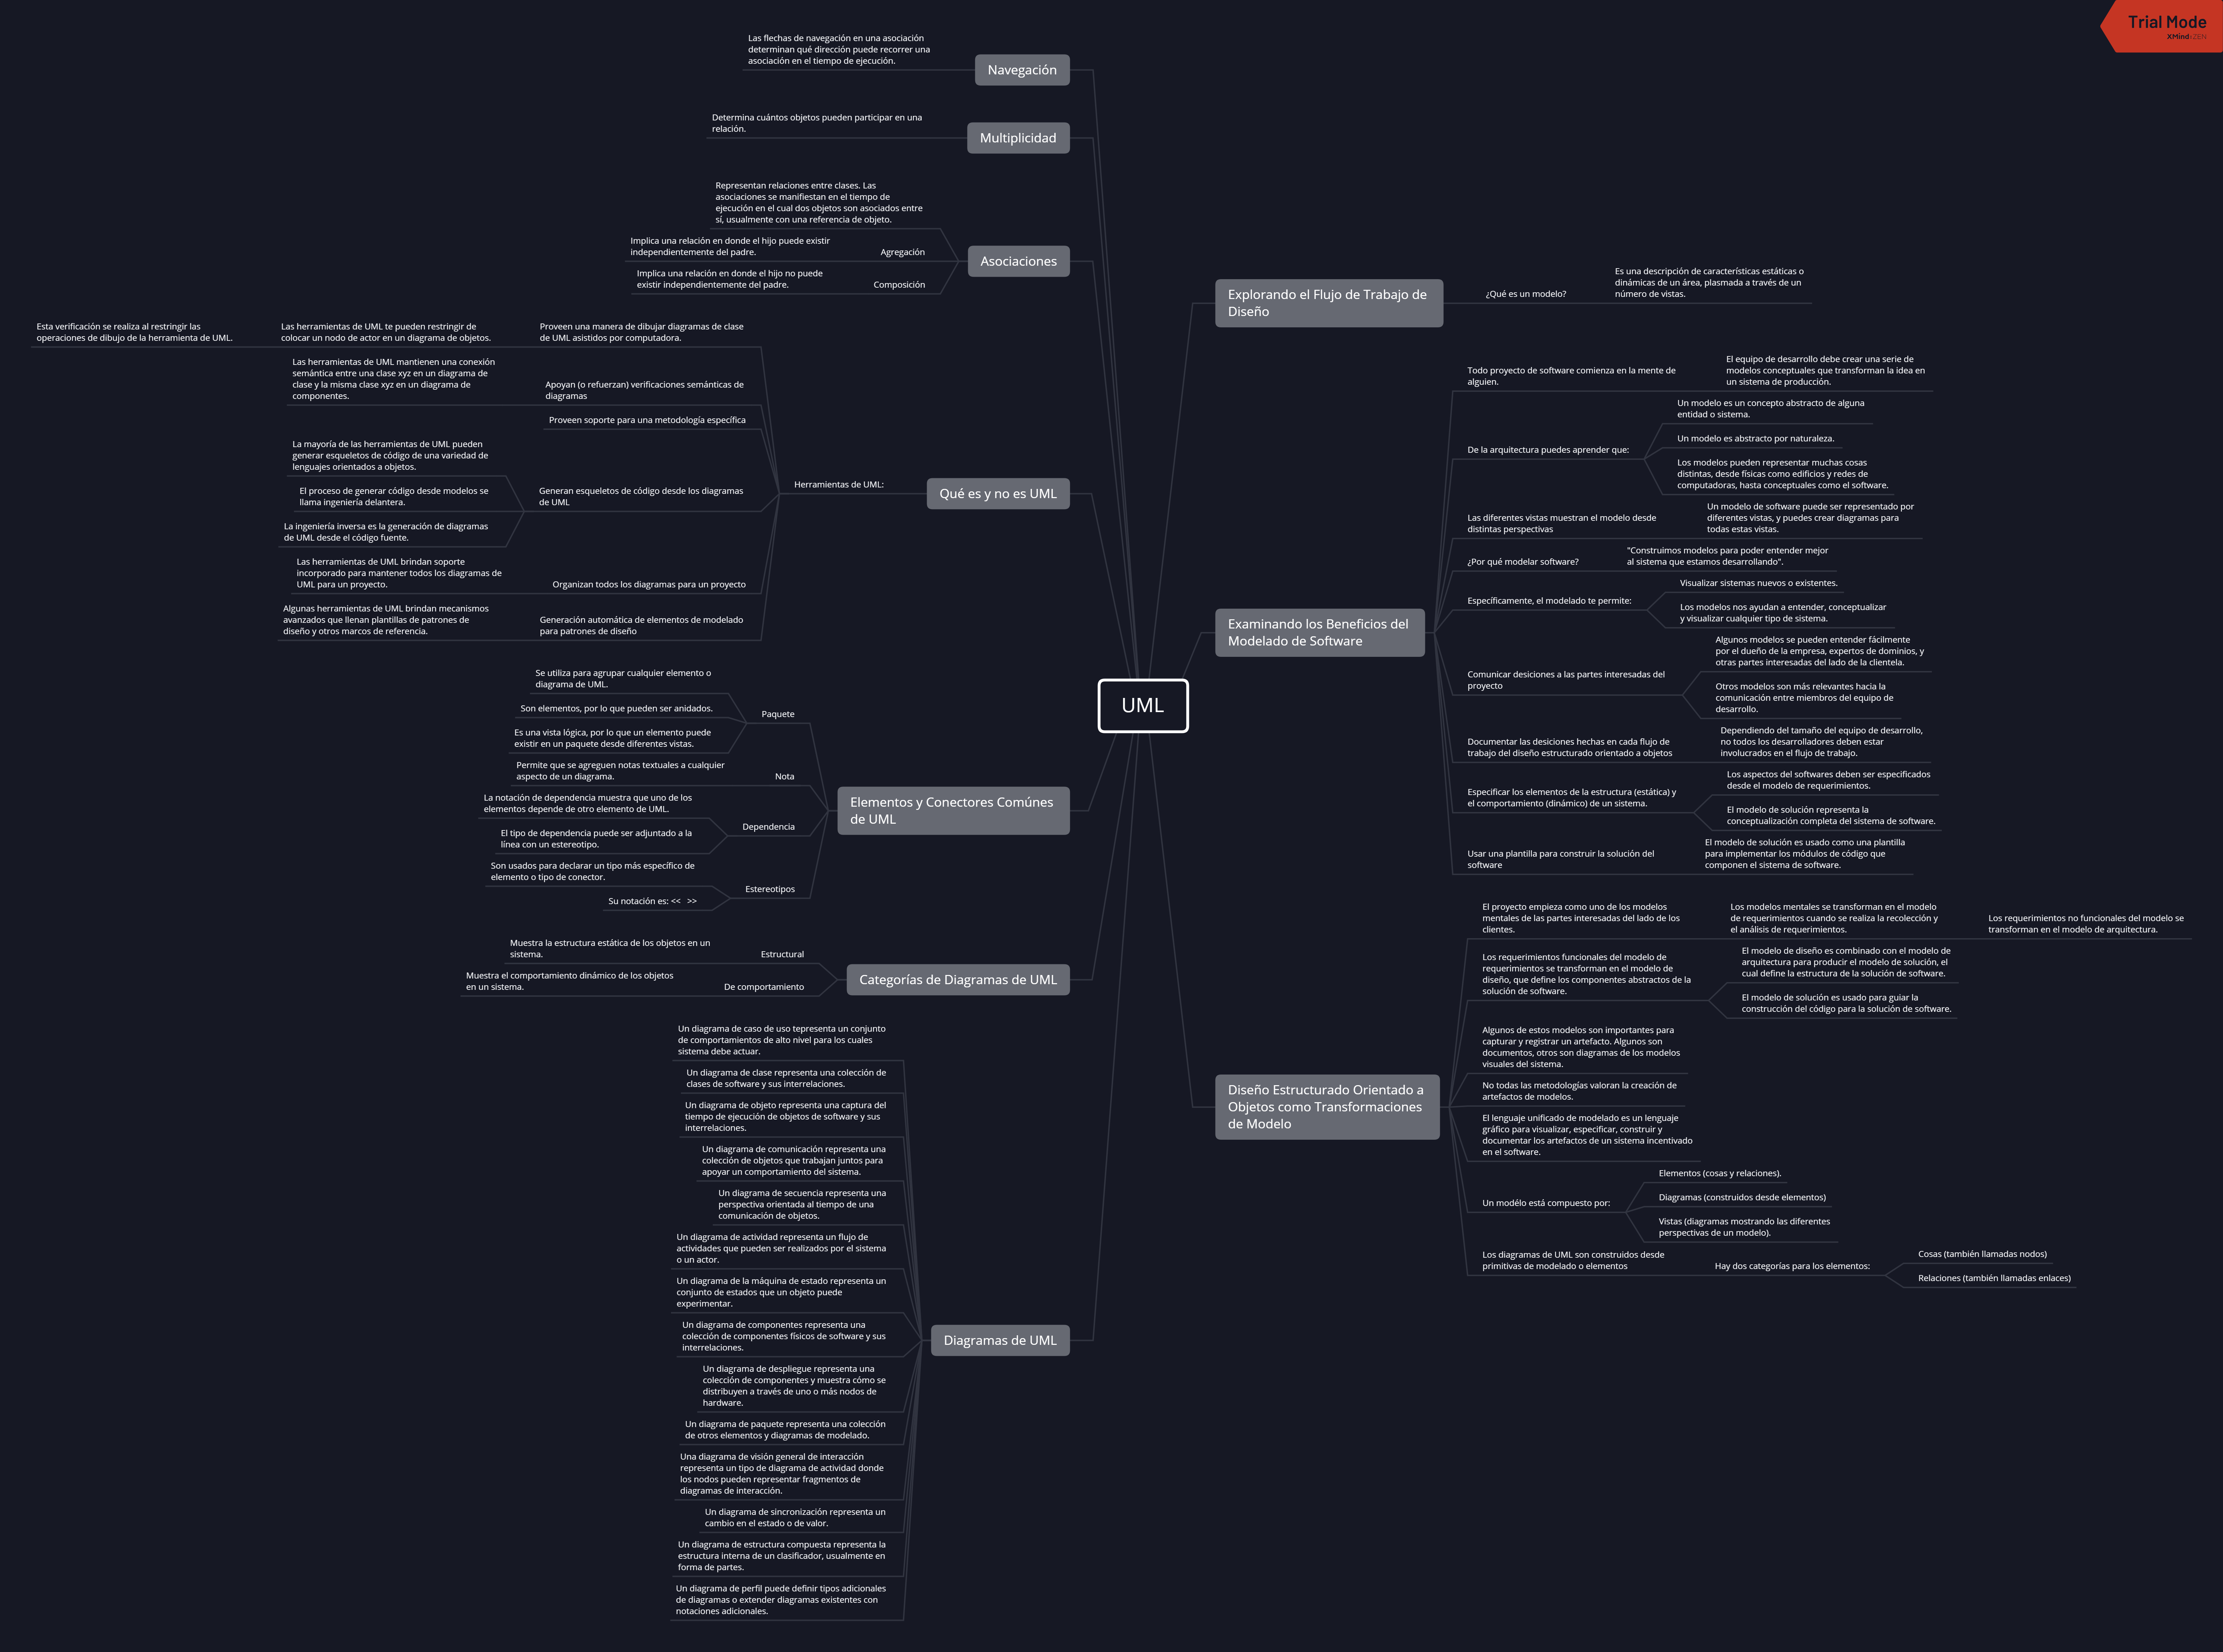 Trial Mode
XMind:ZEN
UML
Explorando el Flujo de Trabajo de
Diseño
¿Qué es un modelo?
Es una descripción de características estáticas o
dinámicas de un área, plasmada a través de un
número de vistas.
Examinando los Beneficios del
Modelado de Software
Todo proyecto de software comienza en la mente de
alguien.
El equipo de desarrollo debe crear una serie de
modelos conceptuales que transforman la idea en
un sistema de producción.
De la arquitectura puedes aprender que:
Un modelo es un concepto abstracto de alguna
entidad o sistema.
Un modelo es abstracto por naturaleza.
Los modelos pueden representar muchas cosas
distintas, desde físicas como edificios y redes de
computadoras, hasta conceptuales como el software.
Las diferentes vistas muestran el modelo desde
distintas perspectivas
Un modelo de software puede ser representado por
diferentes vistas, y puedes crear diagramas para
todas estas vistas.
¿Por qué modelar software?
"Construimos modelos para poder entender mejor
al sistema que estamos desarrollando".
Específicamente, el modelado te permite:
Visualizar sistemas nuevos o existentes.
Los modelos nos ayudan a entender, conceptualizar
y visualizar cualquier tipo de sistema.
Comunicar desiciones a las partes interesadas del
proyecto
Algunos modelos se pueden entender fácilmente
por el dueño de la empresa, expertos de dominios, y
otras partes interesadas del lado de la clientela.
Otros modelos son más relevantes hacia la
comunicación entre miembros del equipo de
desarrollo.
Documentar las desiciones hechas en cada flujo de
trabajo del diseño estructurado orientado a objetos
Dependiendo del tamaño del equipo de desarrollo,
no todos los desarrolladores deben estar
involucrados en el flujo de trabajo.
Especificar los elementos de la estructura (estática) y
el comportamiento (dinámico) de un sistema.
Los aspectos del softwares deben ser especificados
desde el modelo de requerimientos.
El modelo de solución representa la
conceptualización completa del sistema de software.
Usar una plantilla para construir la solución del
software
El modelo de solución es usado como una plantilla
para implementar los módulos de código que
componen el sistema de software.
Diseño Estructurado Orientado a
Objetos como Transformaciones
de Modelo
El proyecto empieza como uno de los modelos
mentales de las partes interesadas del lado de los
clientes.
Los modelos mentales se transforman en el modelo
de requerimientos cuando se realiza la recolección y
el análisis de requerimientos.
Los requerimientos no funcionales del modelo se
transforman en el modelo de arquitectura.
Los requerimientos funcionales del modelo de
requerimientos se transforman en el modelo de
diseño, que define los componentes abstractos de la
solución de software.
El modelo de diseño es combinado con el modelo de
arquitectura para producir el modelo de solución, el
cual define la estructura de la solución de software.
El modelo de solución es usado para guiar la
construcción del código para la solución de software.
Algunos de estos modelos son importantes para
capturar y registrar un artefacto. Algunos son
documentos, otros son diagramas de los modelos
visuales del sistema.
No todas las metodologías valoran la creación de
artefactos de modelos.
El lenguaje unificado de modelado es un lenguaje
gráfico para visualizar, especificar, construir y
documentar los artefactos de un sistema incentivado
en el software.
Un modélo está compuesto por:
Elementos (cosas y relaciones).
Diagramas (construidos desde elementos)
Vistas (diagramas mostrando las diferentes
perspectivas de un modelo).
Los diagramas de UML son construidos desde
primitivas de modelado o elementos
Hay dos categorías para los elementos:
Cosas (también llamadas nodos)
Relaciones (también llamadas enlaces)
Navegación
Las flechas de navegación en una asociación
determinan qué dirección puede recorrer una
asociación en el tiempo de ejecución.
Multiplicidad
Determina cuántos objetos pueden participar en una
relación.
Asociaciones
Representan relaciones entre clases. Las
asociaciones se manifiestan en el tiempo de
ejecución en el cual dos objetos son asociados entre
sí, usualmente con una referencia de objeto.
Agregación
Implica una relación en donde el hijo puede existir
independientemente del padre.
Composición
Implica una relación en donde el hijo no puede
existir independientemente del padre.
Qué es y no es UML
Herramientas de UML:
Proveen una manera de dibujar diagramas de clase
de UML asistidos por computadora.
Las herramientas de UML te pueden restringir de
colocar un nodo de actor en un diagrama de objetos.
Esta verificación se realiza al restringir las
operaciones de dibujo de la herramienta de UML.
Apoyan (o refuerzan) verificaciones semánticas de
diagramas
Las herramientas de UML mantienen una conexión
semántica entre una clase xyz en un diagrama de
clase y la misma clase xyz en un diagrama de
componentes.
Proveen soporte para una metodología específica
Generan esqueletos de código desde los diagramas
de UML
La mayoría de las herramientas de UML pueden
generar esqueletos de código de una variedad de
lenguajes orientados a objetos.
El proceso de generar código desde modelos se
llama ingeniería delantera.
La ingeniería inversa es la generación de diagramas
de UML desde el código fuente.
Organizan todos los diagramas para un proyecto
Las herramientas de UML brindan soporte
incorporado para mantener todos los diagramas de
UML para un proyecto.
Generación automática de elementos de modelado
para patrones de diseño
Algunas herramientas de UML brindan mecanismos
avanzados que llenan plantillas de patrones de
diseño y otros marcos de referencia.
Elementos y Conectores Comúnes
de UML
Paquete
Se utiliza para agrupar cualquier elemento o
diagrama de UML.
Son elementos, por lo que pueden ser anidados.
Es una vista lógica, por lo que un elemento puede
existir en un paquete desde diferentes vistas.
Nota
Permite que se agreguen notas textuales a cualquier
aspecto de un diagrama.
Dependencia
La notación de dependencia muestra que uno de los
elementos depende de otro elemento de UML.
El tipo de dependencia puede ser adjuntado a la
línea con un estereotipo.
Estereotipos
Son usados para declarar un tipo más específico de
elemento o tipo de conector.
Su notación es: << >>
Categorías de Diagramas de UML
Estructural
Muestra la estructura estática de los objetos en un
sistema.
De comportamiento
Muestra el comportamiento dinámico de los objetos
en un sistema.
Diagramas de UML
Un diagrama de caso de uso tepresenta un conjunto
de comportamientos de alto nivel para los cuales
sistema debe actuar.
Un diagrama de clase representa una colección de
clases de software y sus interrelaciones.
Un diagrama de objeto representa una captura del
tiempo de ejecución de objetos de software y sus
interrelaciones.
Un diagrama de comunicación representa una
colección de objetos que trabajan juntos para
apoyar un comportamiento del sistema.
Un diagrama de secuencia representa una
perspectiva orientada al tiempo de una
comunicación de objetos.
Un diagrama de actividad representa un flujo de
actividades que pueden ser realizados por el sistema
o un actor.
Un diagrama de la máquina de estado representa un
conjunto de estados que un objeto puede
experimentar.
Un diagrama de componentes representa una
colección de componentes físicos de software y sus
interrelaciones.
Un diagrama de despliegue representa una
colección de componentes y muestra cómo se
distribuyen a través de uno o más nodos de
hardware.
Un diagrama de paquete representa una colección
de otros elementos y diagramas de modelado.
Una diagrama de visión general de interacción
representa un tipo de diagrama de actividad donde
los nodos pueden representar fragmentos de
diagramas de interacción.
Un diagrama de sincronización representa un
cambio en el estado o de valor.
Un diagrama de estructura compuesta representa la
estructura interna de un clasificador, usualmente en
forma de partes.
Un diagrama de perfil puede definir tipos adicionales
de diagramas o extender diagramas existentes con
notaciones adicionales.